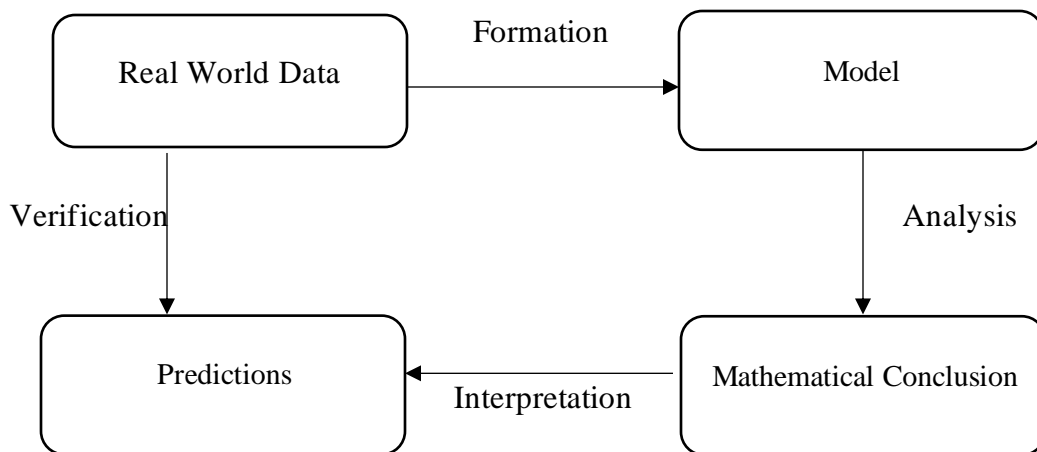 Formation
Real World Data
Model
Verification
Analysis
Predictions
Mathematical Conclusion
Interpretation